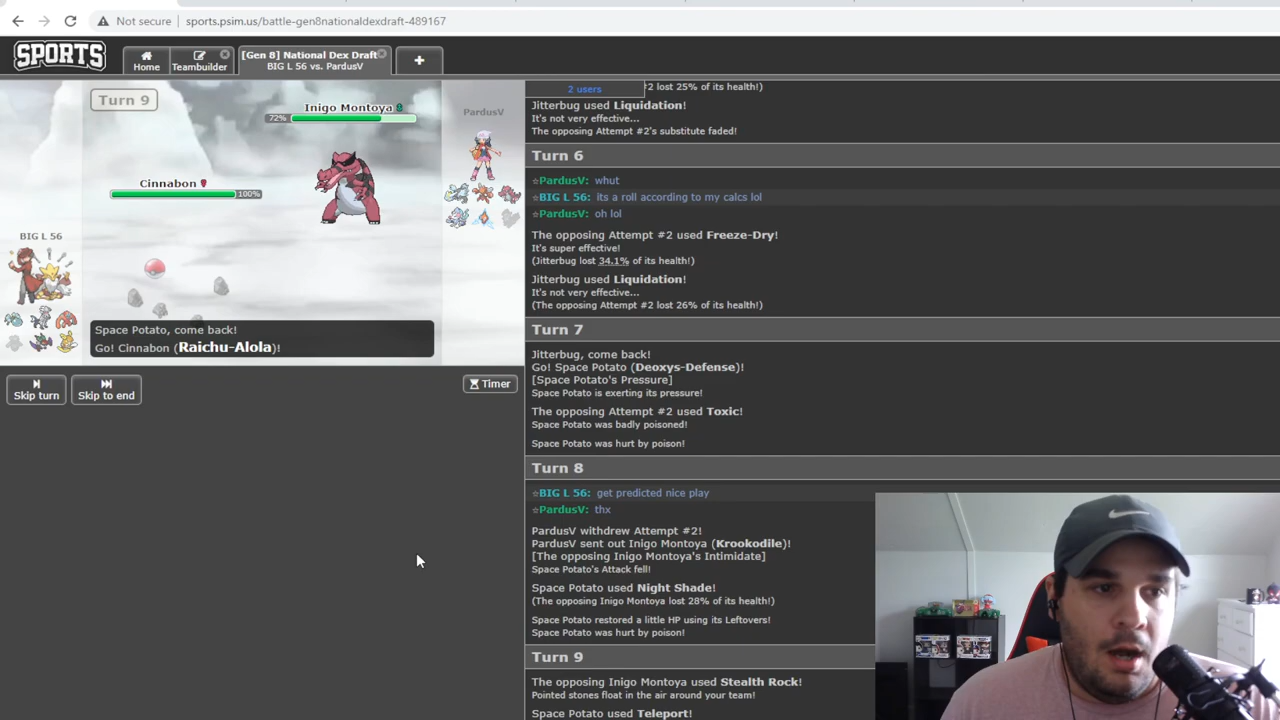 Not secure
sports.psim.us/battle-gen8nationaldexdraft-489167
SPORTS
Home
Teambuilder
[Gen 8] National Dex Draft
BIG L 56 vs. PardusV
Turn 9
Inigo Montoya
72%
Cinnabon
100%
PardusV
BIG L 56
Space Potato, come back!
Go! Cinnabon (Raichu-Alola)!
Skip turn
Skip to end
Timer
2 users
#2 lost 25% of its health!)
Jitterbug used Liquidation!
It's not very effective...
The opposing Attempt #2's substitute faded!
Turn 6
☆PardusV: whut
☆BIG L 56: its a roll according to my calcs lol
☆PardusV: oh lol
The opposing Attempt #2 used Freeze-Dry!
It's super effective!
(Jitterbug lost 34.1% of its health!)
Jitterbug used Liquidation!
It's not very effective...
(The opposing Attempt #2 lost 26% of its health!)
Turn 7
Jitterbug, come back!
Go! Space Potato (Deoxys-Defense)!
[Space Potato's Pressure]
Space Potato is exerting its pressure!
The opposing Attempt #2 used Toxic!
Space Potato was badly poisoned!
Space Potato was hurt by poison!
Turn 8
☆BIG L 56: get predicted nice play
☆PardusV: thx
PardusV withdrew Attempt #2!
PardusV sent out Inigo Montoya (Krookodile)!
[The opposing Inigo Montoya's Intimidate]
Space Potato's Attack fell!
Space Potato used Night Shade!
(The opposing Inigo Montoya lost 28% of its health!)
Space Potato restored a little HP using its Leftovers!
Space Potato was hurt by poison!
Turn 9
The opposing Inigo Montoya used Stealth Rock!
Pointed stones float in the air around your team!
Space Potato used Teleport!